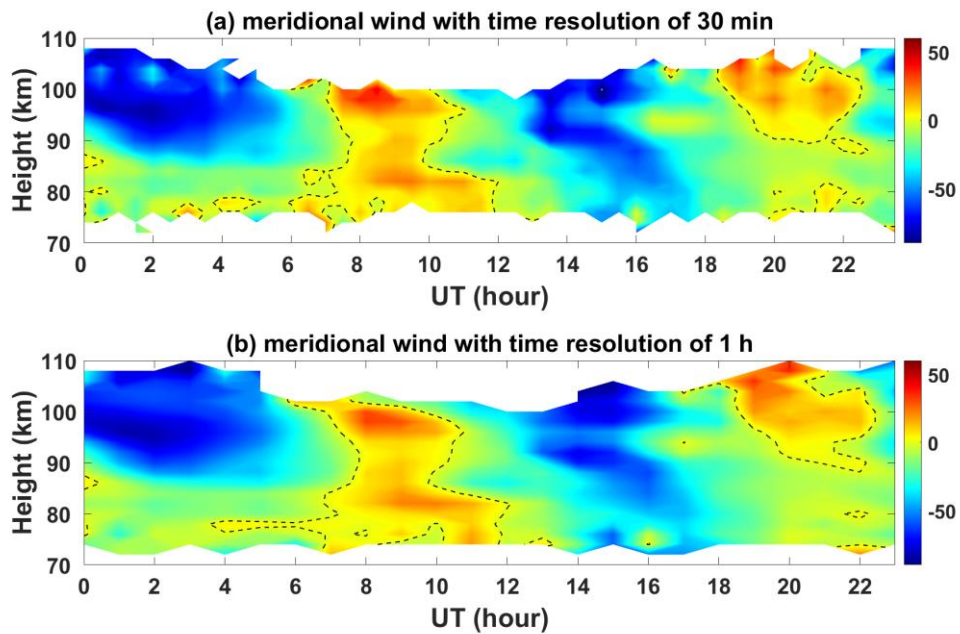 (a) meridional wind with time resolution of 30 min
110
100
90
80
70
Height (km)
0 2 4 6 8 10 12 14 16 18 20 22
UT (hour)
50
0
-50
(b) meridional wind with time resolution of 1 h
110
100
90
80
70
Height (km)
0 2 4 6 8 10 12 14 16 18 20 22
UT (hour)
50
0
-50